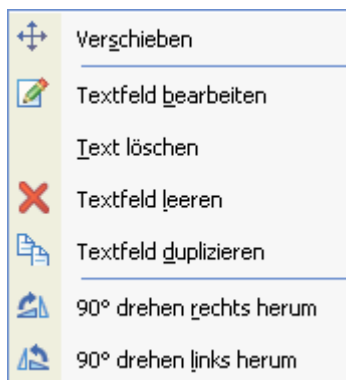 Verschieben
Textfeld bearbeiten
Text löschen
Textfeld leeren
Textfeld duplizieren
90° drehen rechts herum
90° drehen links herum